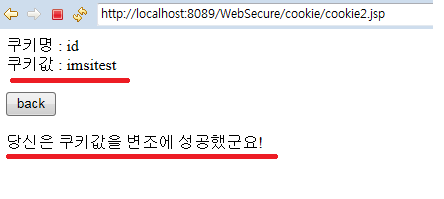 http://localhost:8089/WebSecure/cookie/cookie2.jsp
쿠키명 : id
쿠키값 : imsitest
back
당신은 쿠키값을 변조에 성공했군요!